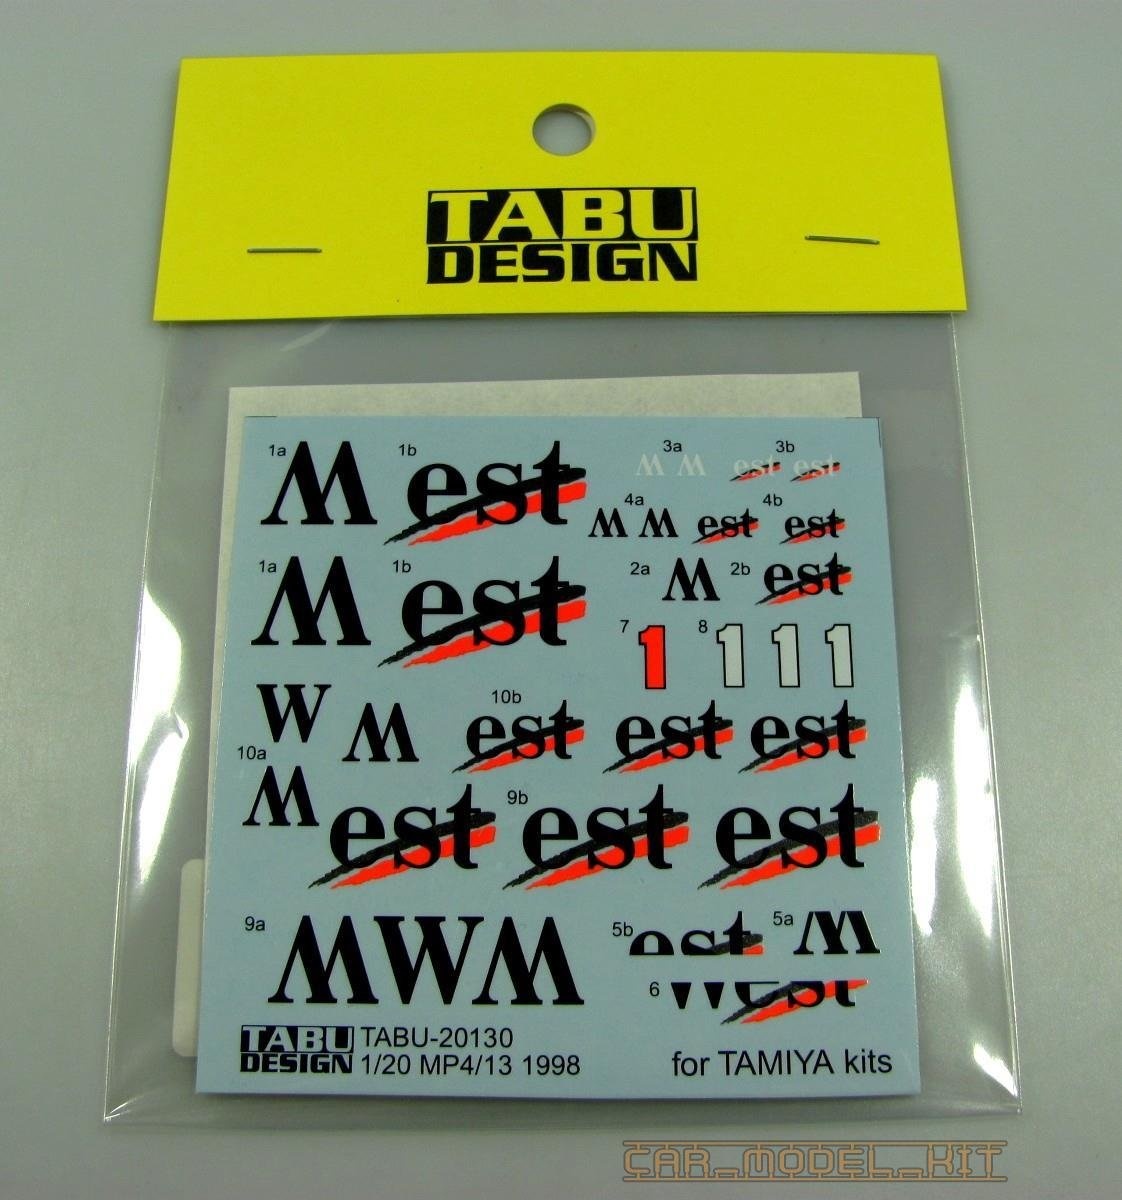 TABU
DESIGN
1a M 1b est 3a M M est 3b est
4a M M est 4b est
1a M 1b est 2a M 2b est
7 1 8 1 1 1
W M 10b est est est
10a M est 9b est est
9a M W M 5b est 5a M
6 West
TABU DESIGN TABU-20130
1/20 MP4/13 1998 for TAMIYA kits
CAR_MODEL_KIT